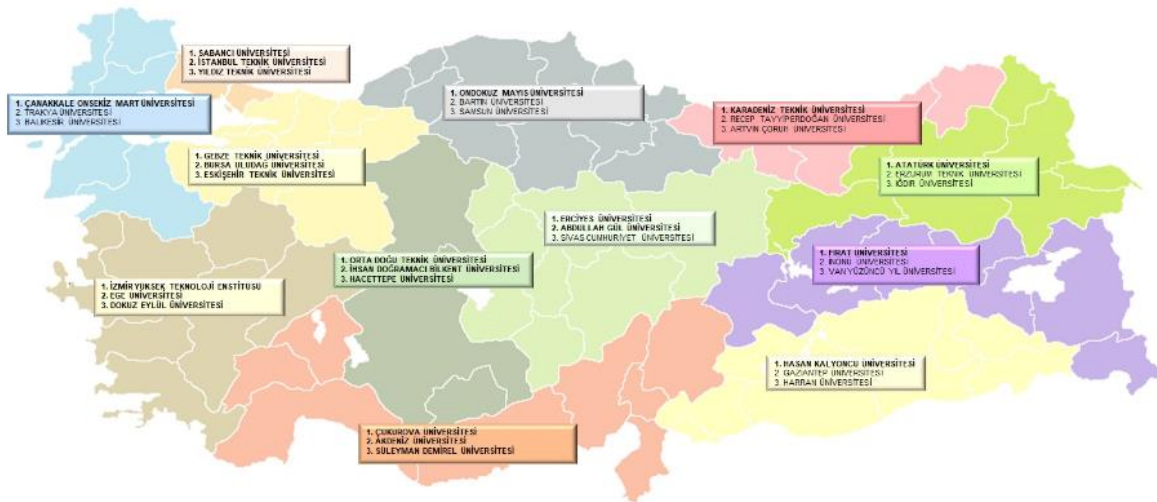 1. SABANCI ÜNİVERSİTESİ
2. İSTANBUL TEKNİK ÜNİVERSİTESİ
3. YILDIZ TEKNİK ÜNİVERSİTESİ
1. ÇANAKKALE ONSEKİZ MART ÜNİVERSİTESİ
2. TRAKYA ÜNİVERSİTESİ
3. BALIKESİR ÜNİVERSİTESİ
1. ONDOKUZ MAYIS ÜNİVERSİTESİ
2. BARTIN ÜNİVERSİTESİ
3. SAMSUN ÜNİVERSİTESİ
1. KARADENİZ TEKNİK ÜNİVERSİTESİ
2. RECEP TAYYİP ERDOĞAN ÜNİVERSİTESİ
3. ARTVİN ÇORUH ÜNİVERSİTESİ
1. GEBZE TEKNİK ÜNİVERSİTESİ
2. BURSA ULUDAĞ ÜNİVERSİTESİ
3. ESKİŞEHİR TEKNİK ÜNİVERSİTESİ
1. ATATÜRK ÜNİVERSİTESİ
2. ERZURUM TEKNİK ÜNİVERSİTESİ
3. IĞDIR ÜNİVERSİTESİ
1. ERCİYES ÜNİVERSİTESİ
2. ABDULLAH GÜL ÜNİVERSİTESİ
3. SİVAS CUMHURİYET ÜNİVERSİTESİ
1. ORTA DOĞU TEKNİK ÜNİVERSİTESİ
2. İHSAN DOĞRAMACI BİLKENT ÜNİVERSİTESİ
3. HACETTEPE ÜNİVERSİTESİ
1. FIRAT ÜNİVERSİTESİ
2. İNÖNÜ ÜNİVERSİTESİ
3. VAN YÜZÜNCÜ YIL ÜNİVERSİTESİ
1. İZMİR YÜKSEK TEKNOLOJİ ENSTİTÜSÜ
2. EGE ÜNİVERSİTESİ
3. DOKUZ EYLÜL ÜNİVERSİTESİ
1. HASAN KALYONCU ÜNİVERSİTESİ
2. GAZİANTEP ÜNİVERSİTESİ
3. HARRAN ÜNİVERSİTESİ
1. ÇUKUROVA ÜNİVERSİTESİ
2. AKDENİZ ÜNİVERSİTESİ
3. SÜLEYMAN DEMİREL ÜNİVERSİTESİ